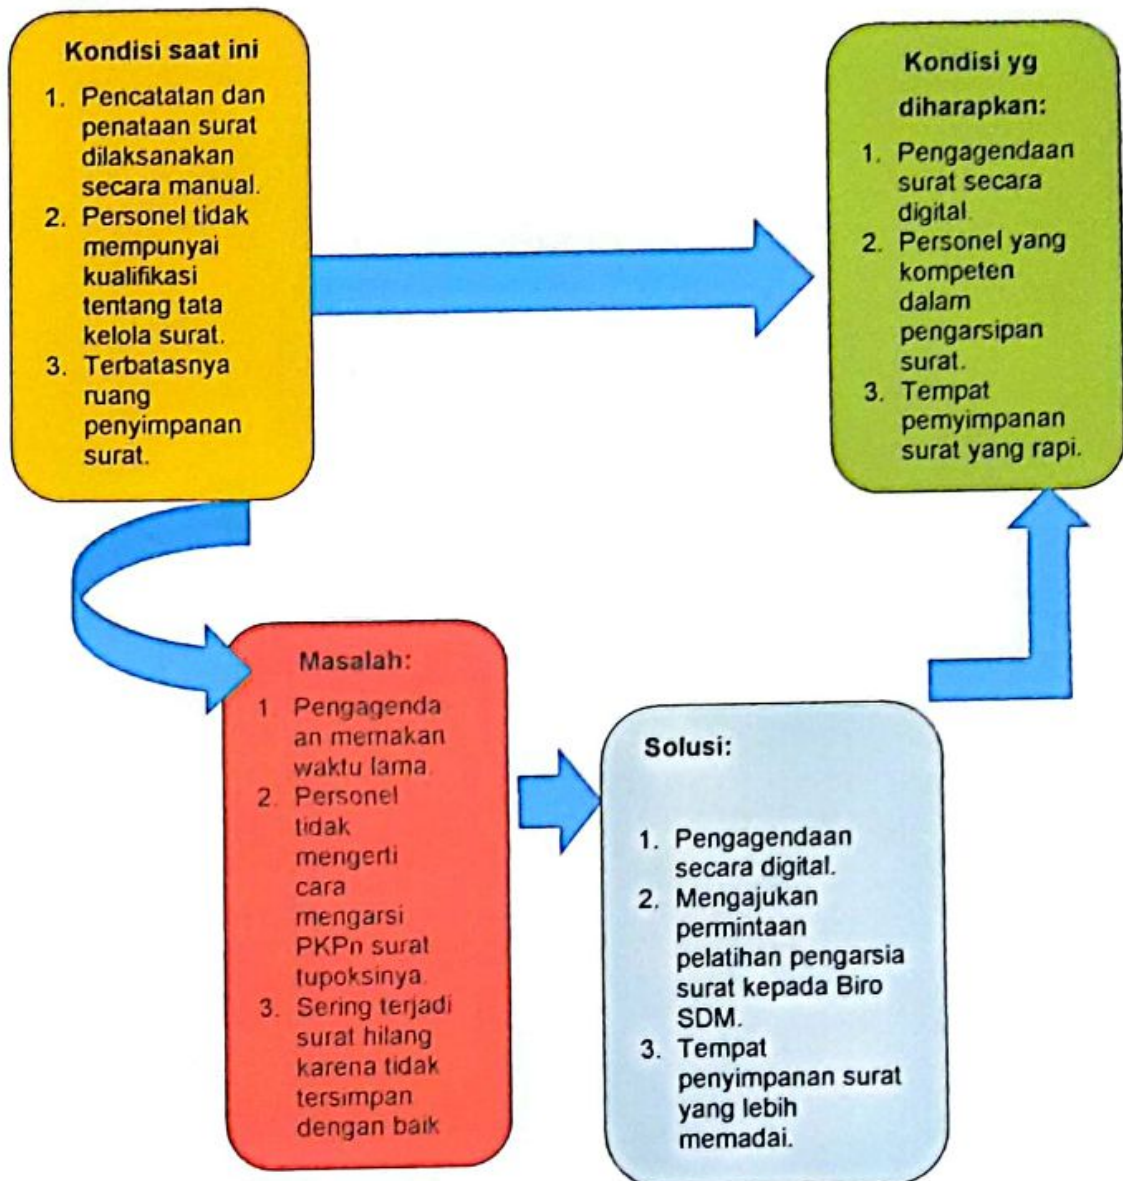 Kondisi saat ini
1. Pencatatan dan
penataan surat
dilaksanakan
secara manual.
2. Personel tidak
mempunyai
kualifikasi
tentang tata
kelola surat.
3. Terbatasnya
ruang
penyimpanan
surat.
Kondisi yg
diharapkan:
1. Pengagendaan
surat secara
digital.
2. Personel yang
kompeten
dalam
pengarsipan
surat.
3. Tempat
pemyimpanan
surat yang rapi.
Masalah:
1 Pengagenda
an memakan
waktu lama.
2. Personel
tidak
mengerti
cara
mengarsi
PKPn surat
tupoksinya.
3. Sering terjadi
surat hilang
karena tidak
tersimpan
dengan baik
Solusi:
1. Pengagendaan
secara digital.
2. Mengajukan
permintaan
pelatihan pengarsia
surat kepada Biro
SDM.
3. Tempat
penyimpanan surat
yang lebih
memadai.